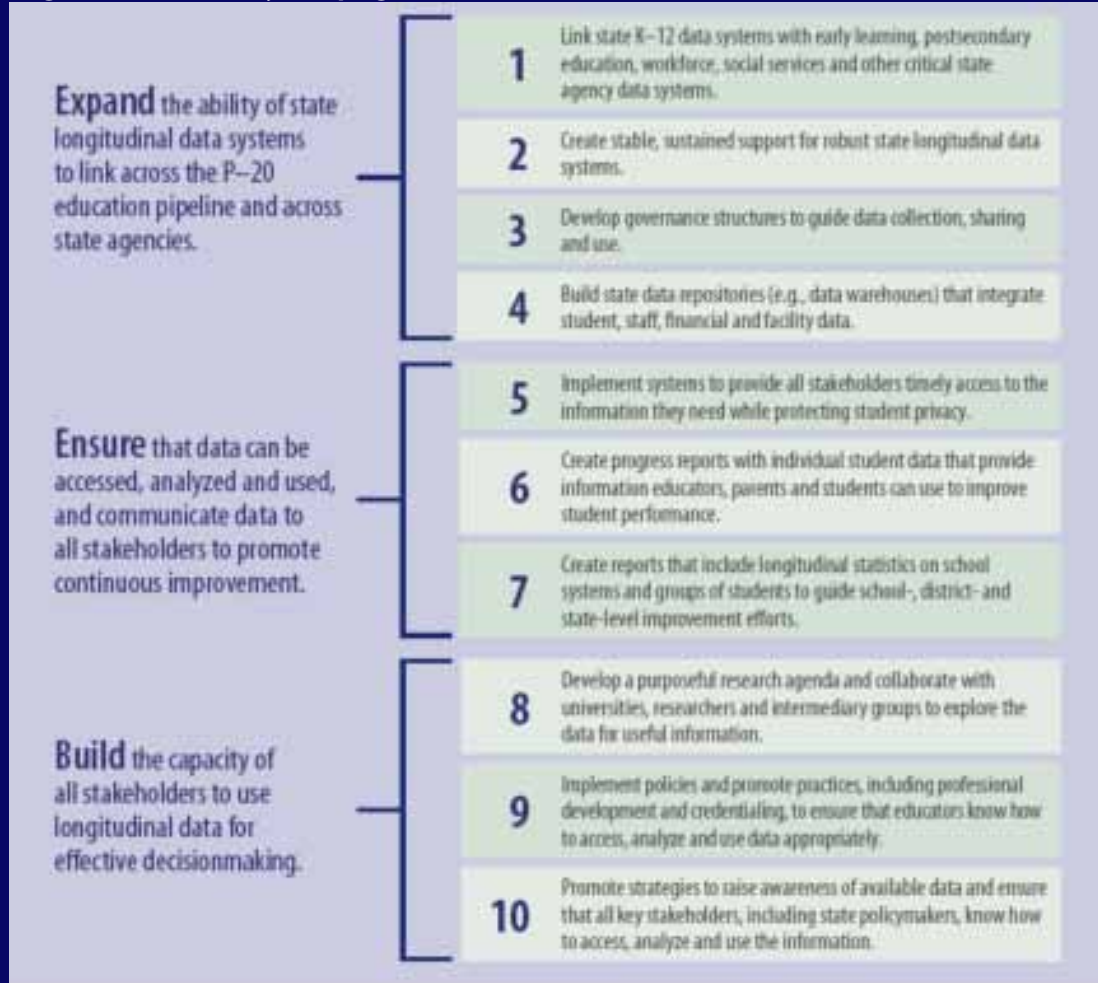 Expand the ability of state
longitudinal data systems
to link across the P–20
education pipeline and across
state agencies.
1
Link state K–12 data systems with early learning, postsecondary
education, workforce, social services and other critical state
agency data systems.
2
Create stable, sustained support for robust state longitudinal data
systems.
3
Develop governance structures to guide data collection, sharing
and use.
4
Build state data repositories (e.g., data warehouses) that integrate
student, staff, financial and facility data.
Ensure that data can be
accessed, analyzed and used,
and communicate data to
all stakeholders to promote
continuous improvement.
5
Implement systems to provide all stakeholders timely access to the
information they need while protecting student privacy.
6
Create progress reports with individual student data that provide
information educators, parents and students can use to improve
student performance.
7
Create reports that include longitudinal statistics on school
systems and groups of students to guide school-, district- and
state-level improvement efforts.
Build the capacity of
all stakeholders to use
longitudinal data for
effective decisionmaking.
8
Develop a purposeful research agenda and collaborate with
universities, researchers and intermediary groups to explore the
data for useful information.
9
Implement policies and promote practices, including professional
development and credentialing, to ensure that educators know how
to access, analyze and use data appropriately.
10
Promote strategies to raise awareness of available data and ensure
that all key stakeholders, including state policymakers, know how
to access, analyze and use the information.